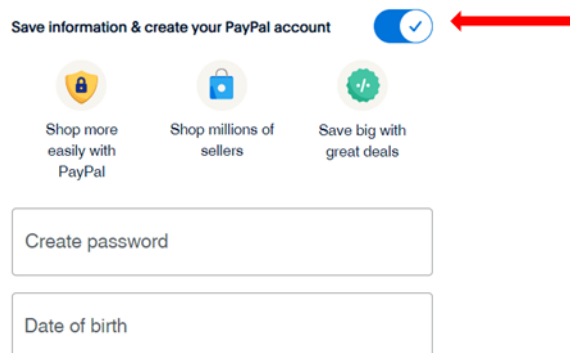 Save information & create your PayPal account
Shop more
easily with
PayPal
Shop millions of
sellers
Save big with
great deals
Create password
Date of birth